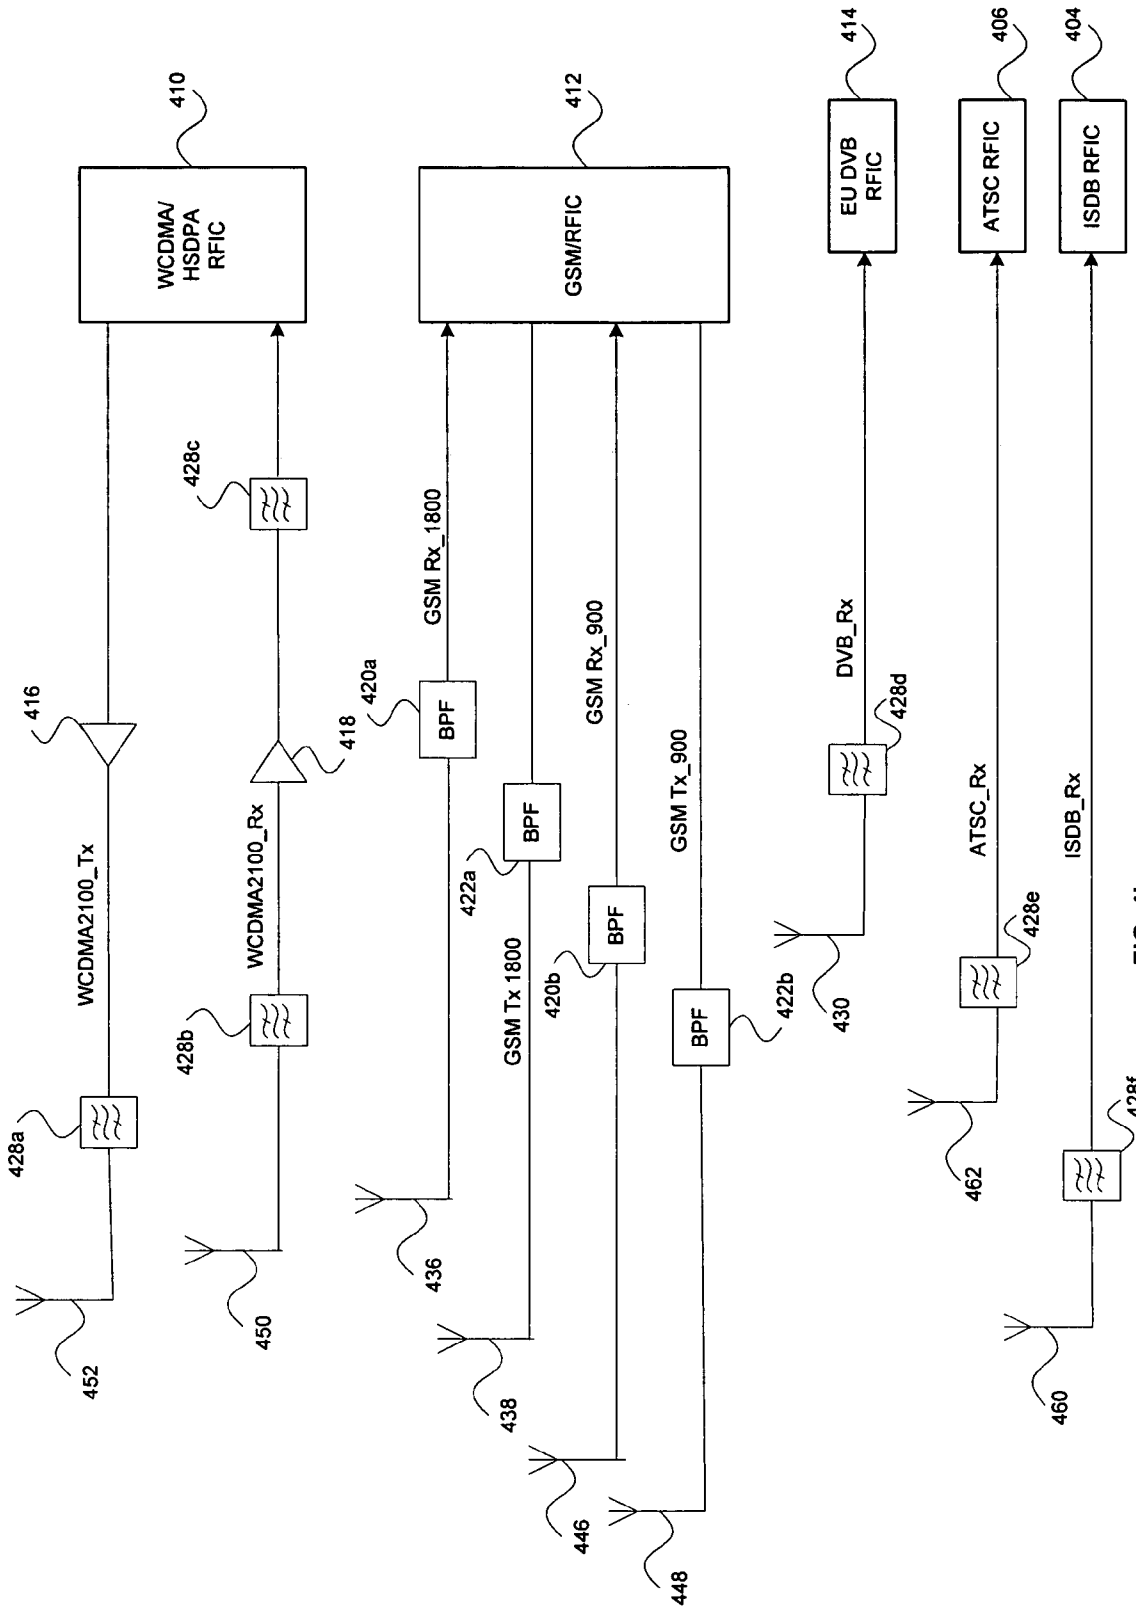 410
WCDMA/
HSDPA
RFIC
416
WCDMA2100_Tx
428a
452
428c
418
WCDMA2100_Rx
428b
450
412
GSM/RFIC
GSM Rx_1800
420a
BPF
436
422a
BPF
GSM Tx 1800
438
GSM Rx_900
BPF
420b
446
GSM Tx_900
BPF
422b
448
414
EU DVB
RFIC
DVB_Rx
428d
430
406
ATSC RFIC
ATSC_Rx
428e
462
404
ISDB RFIC
ISDB_Rx
428f
460